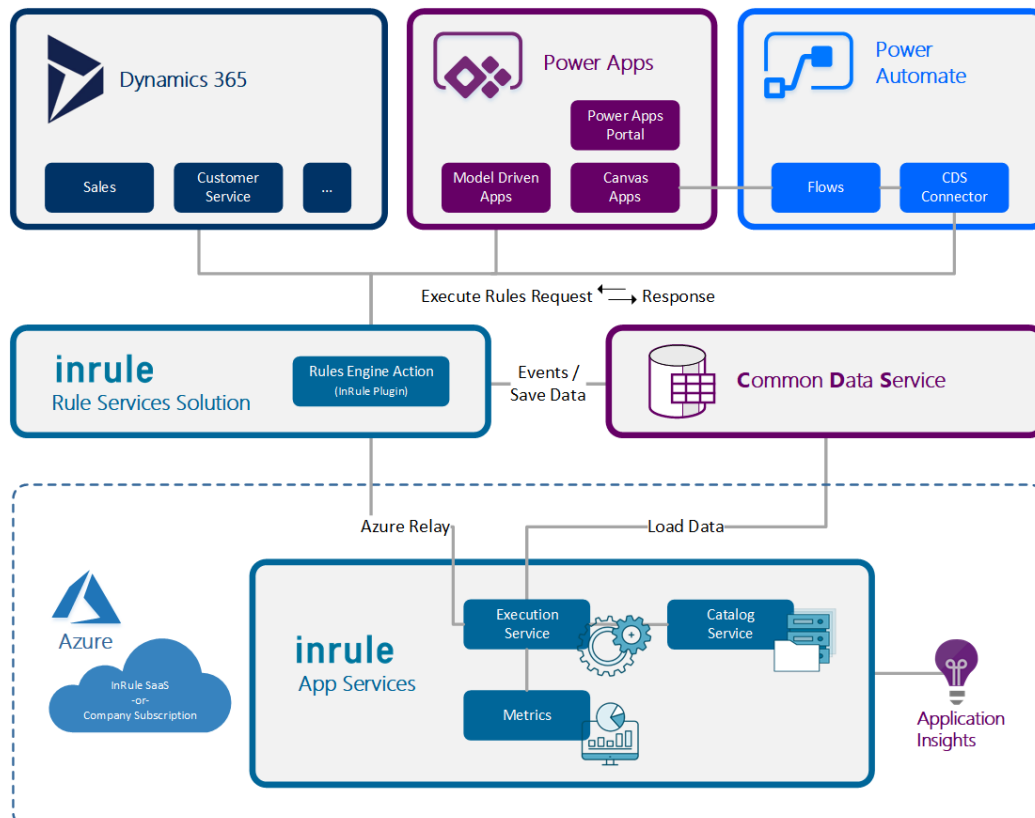 Dynamics 365
Sales
Customer
Service
...
Power Apps
Power Apps
Portal
Model Driven
Apps
Canvas
Apps
Power
Automate
Flows
CDS
Connector
Execute Rules Request
Response
inrule
Rule Services Solution
Rules Engine Action
(InRule Plugin)
Events /
Save Data
Common Data Service
Azure Relay
Load Data
Azure
InRule SaaS
-or-
Company Subscription
inrule
App Services
Execution
Service
Catalog
Service
Metrics
Application
Insights